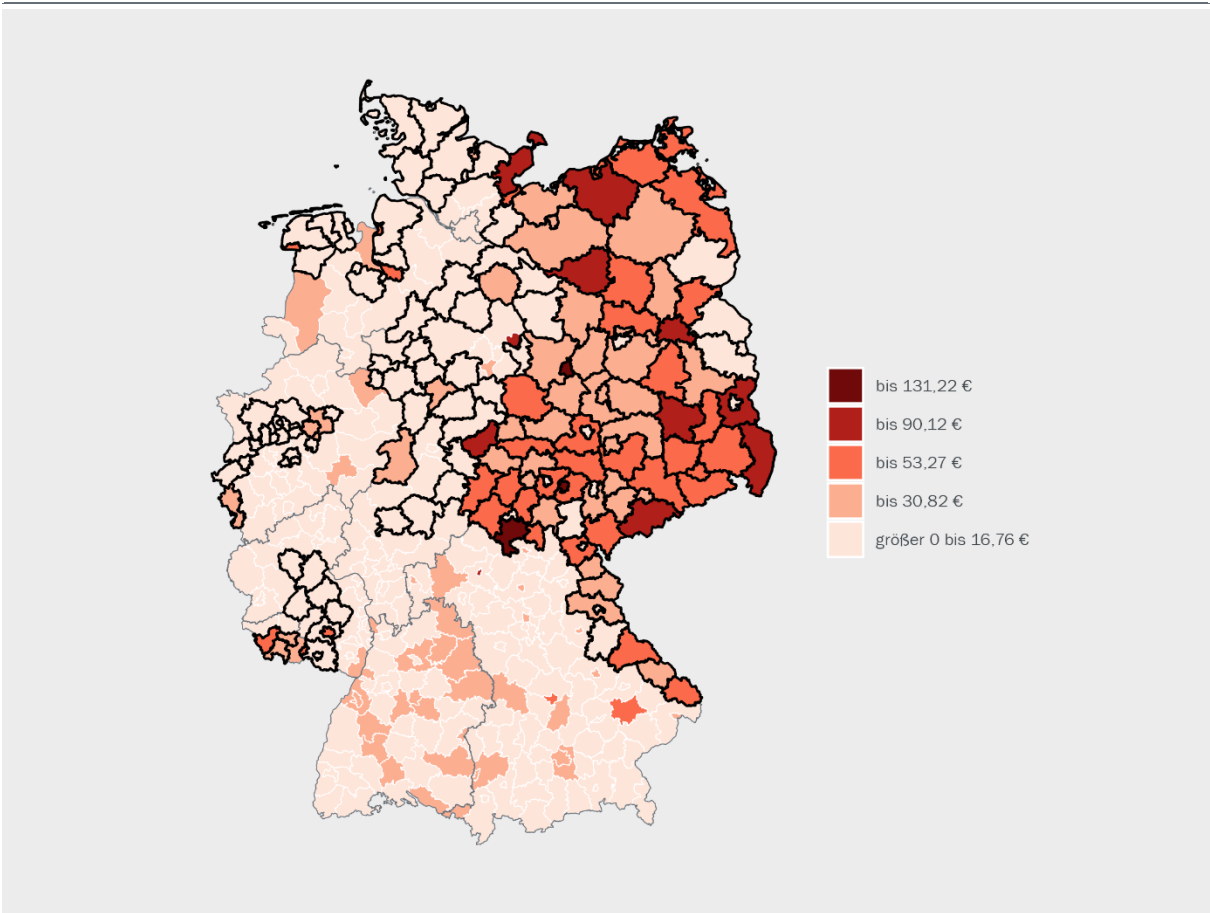 bis 131,22 €
bis 90,12 €
bis 53,27 €
bis 30,82 €
größer 0 bis 16,76 €